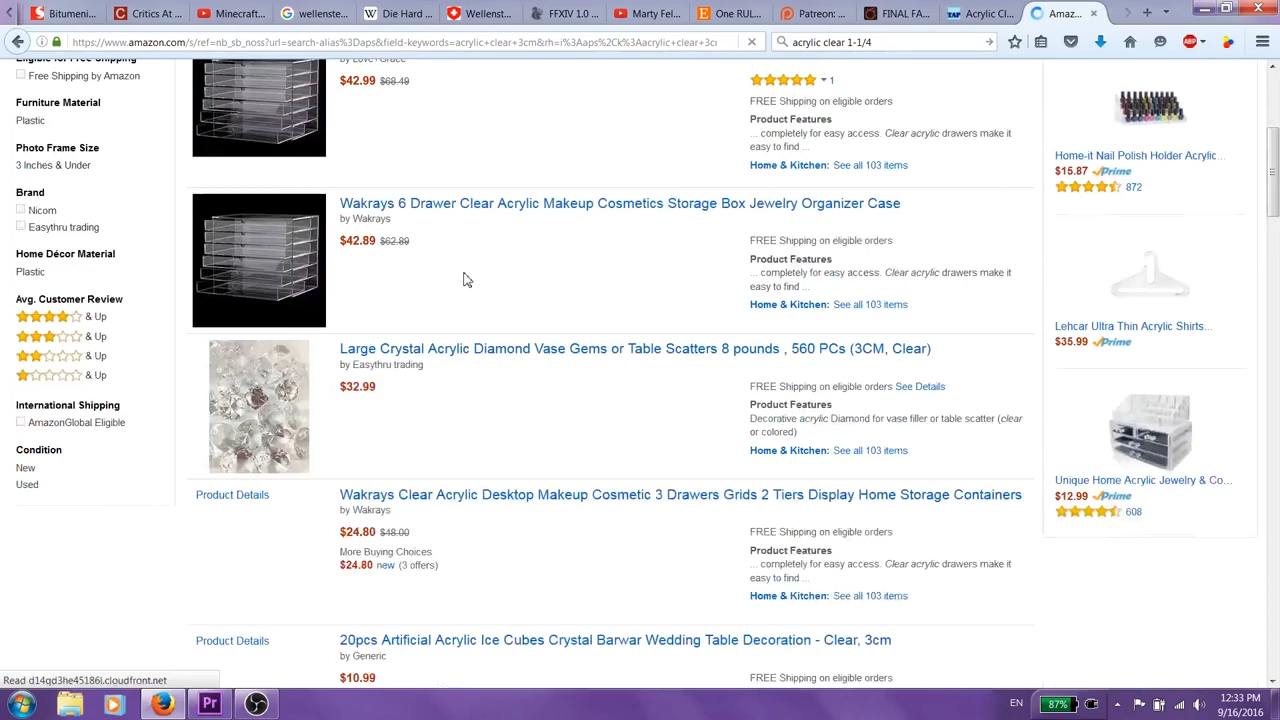 Bitumeni
Critics At
Minecraft
wellenste
Die Hard
Wellenst
FFXIV 1.0
Marty Fel
One RUL
Patreon
FINAL FA
Acrylic Cl
Amaz
https://www.amazon.com/s/ref=nb_sb_noss?url=search-alias%3Daps&field-keywords=acrylic+clear+3cm&rh=i%3Aaps%2Ck%3Aacrylic+clear+3c
acrylic clear 1-1/4
ABP
Eligible for Free Shipping
Free Shipping by Amazon
Furniture Material
Plastic
Photo Frame Size
3 Inches & Under
Brand
Nicom
Easythru trading
Home Décor Material
Plastic
Avg. Customer Review
& Up
& Up
& Up
& Up
International Shipping
AmazonGlobal Eligible
Condition
New
Used
by Love+Grace
$42.99 $68.49
1
FREE Shipping on eligible orders
Product Features
... completely for easy access. Clear acrylic drawers make it
easy to find ...
Home & Kitchen: See all 103 items
Wakrays 6 Drawer Clear Acrylic Makeup Cosmetics Storage Box Jewelry Organizer Case
by Wakrays
$42.89 $62.89
FREE Shipping on eligible orders
Product Features
... completely for easy access. Clear acrylic drawers make it
easy to find ...
Home & Kitchen: See all 103 items
Large Crystal Acrylic Diamond Vase Gems or Table Scatters 8 pounds , 560 PCs (3CM, Clear)
by Easythru trading
$32.99
FREE Shipping on eligible orders See Details
Product Features
Decorative acrylic Diamond for vase filler or table scatter (clear
or colored)
Home & Kitchen: See all 103 items
Product Details
Wakrays Clear Acrylic Desktop Makeup Cosmetic 3 Drawers Grids 2 Tiers Display Home Storage Containers
by Wakrays
$24.80 $48.00
More Buying Choices
$24.80 new (3 offers)
FREE Shipping on eligible orders
Product Features
... completely for easy access. Clear acrylic drawers make it
easy to find ...
Home & Kitchen: See all 103 items
Product Details
20pcs Artificial Acrylic Ice Cubes Crystal Barwar Wedding Table Decoration - Clear, 3cm
by Generic
$10.99
FREE Shipping on eligible orders
Home-it Nail Polish Holder Acrylic...
$15.87 Prime
872
Lehcar Ultra Thin Acrylic Shirts...
$35.99 Prime
Unique Home Acrylic Jewelry & Co...
$12.99 Prime
608
Read d14qd3he45186i.cloudfront.net
Pr
EN
87%
12:33 PM
9/16/2016